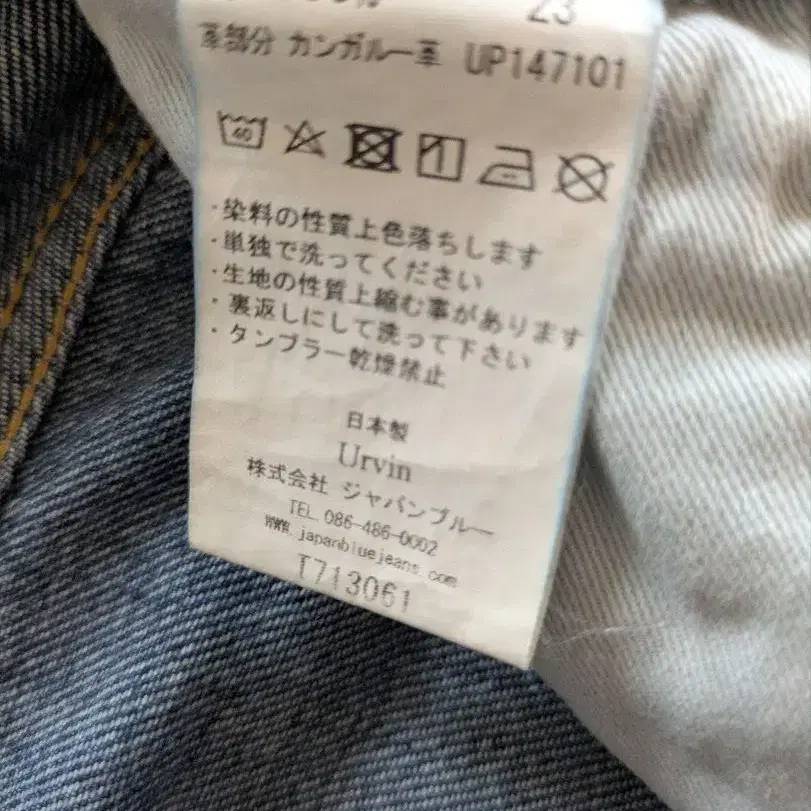 23
革部分 カンガルー革 UP147101
40
・染料の性質上色落ちします
・単独で洗ってください
・生地の性質上縮む事があります
・裏返しにして洗って下さい
・タンブラー乾燥禁止
日本製
Urvin
株式会社 ジャパンブルー
TEL 086-486-0002
www.japanbluejeans.com
T713061